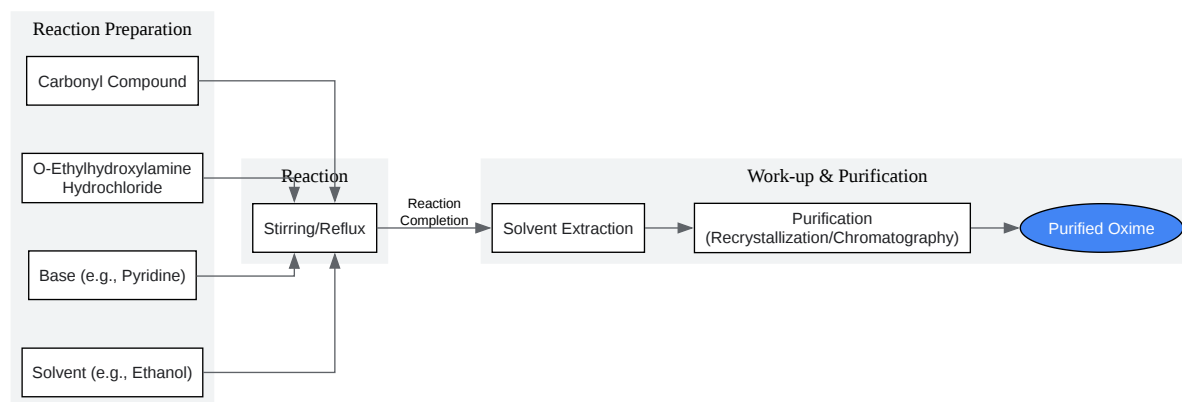 Reaction Preparation
Carbonyl Compound
O-Ethylhydroxylamine
Hydrochloride
Base (e.g., Pyridine)
Solvent (e.g., Ethanol)
Reaction
Stirring/Reflux
Reaction
Completion
Work-up & Purification
Solvent Extraction
Purification
(Recrystallization/Chromatography)
Purified Oxime